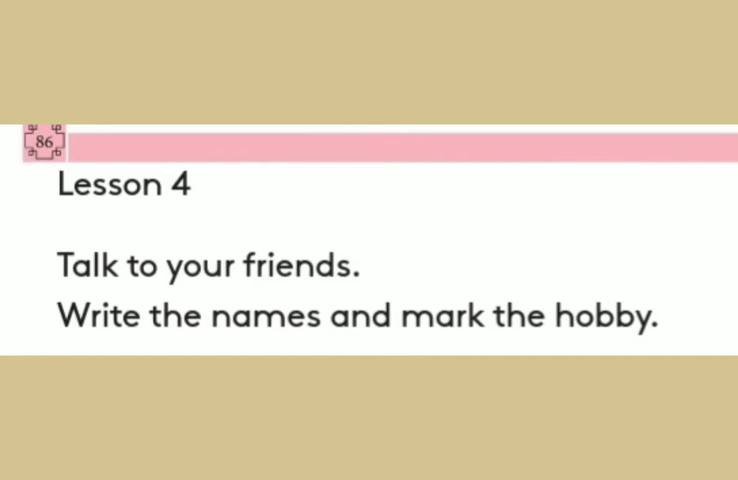 86
Lesson 4
Talk to your friends.
Write the names and mark the hobby.